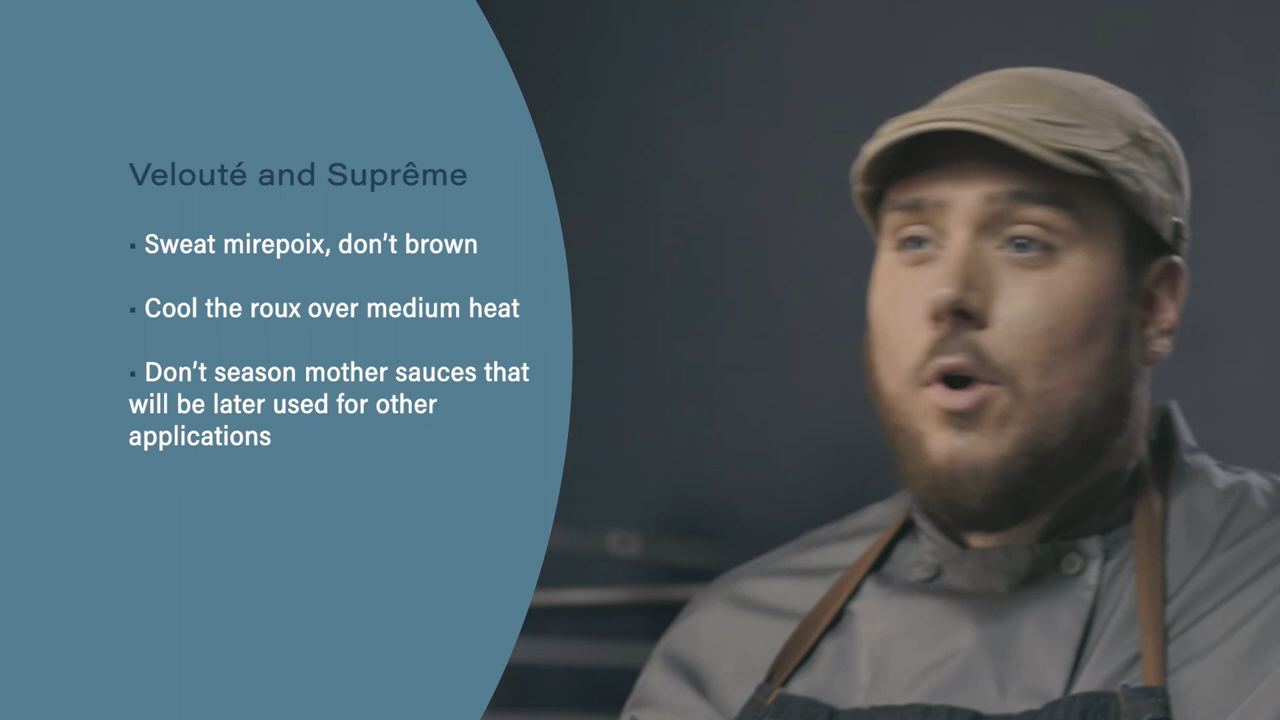 Velouté and Suprême
▪ Sweat mirepoix, don’t brown
▪ Cool the roux over medium heat
▪ Don’t season mother sauces that
will be later used for other
applications